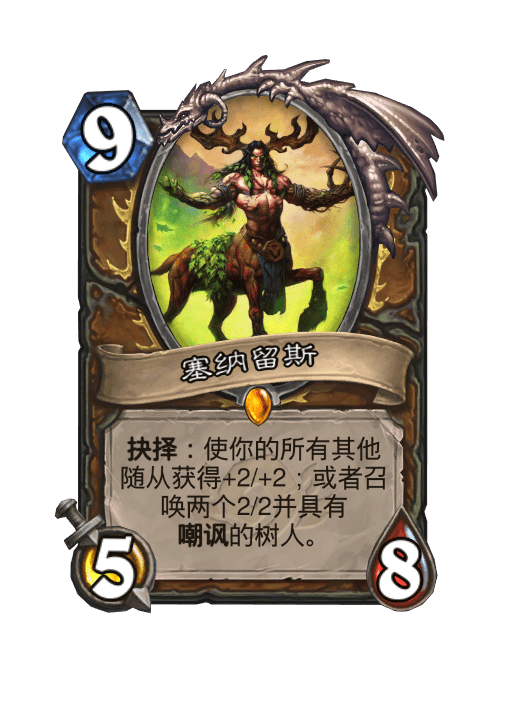 9
塞纳留斯
抉择：使你的所有其他
随从获得+2/+2；或者召
唤两个2/2并具有
嘲讽的树人。
5
8